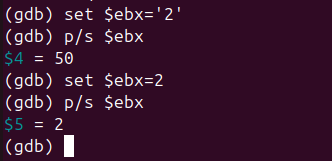 (gdb) set $ebx='2'
(gdb) p/s $ebx
$4 = 50
(gdb) set $ebx=2
(gdb) p/s $ebx
$5 = 2
(gdb)